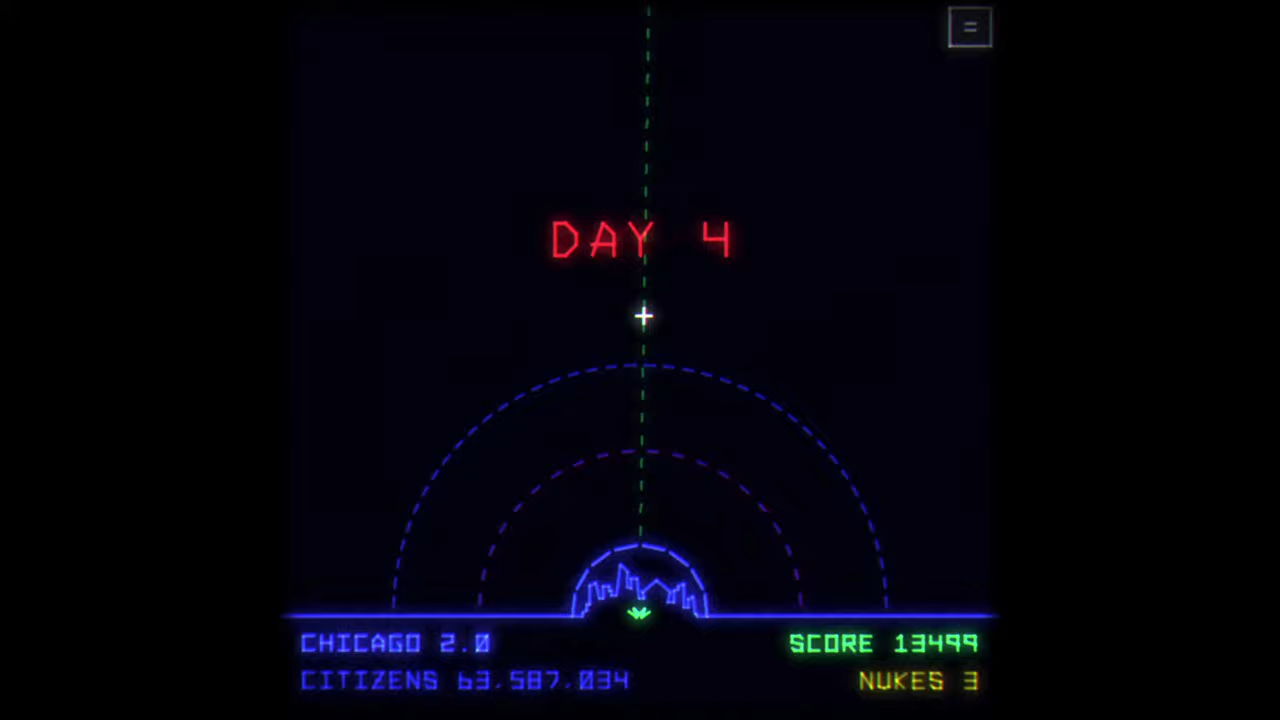 =
DAY 4
CHICAGO 2.0
SCORE 13499
CITIZENS 63,587,034
NUKES 3